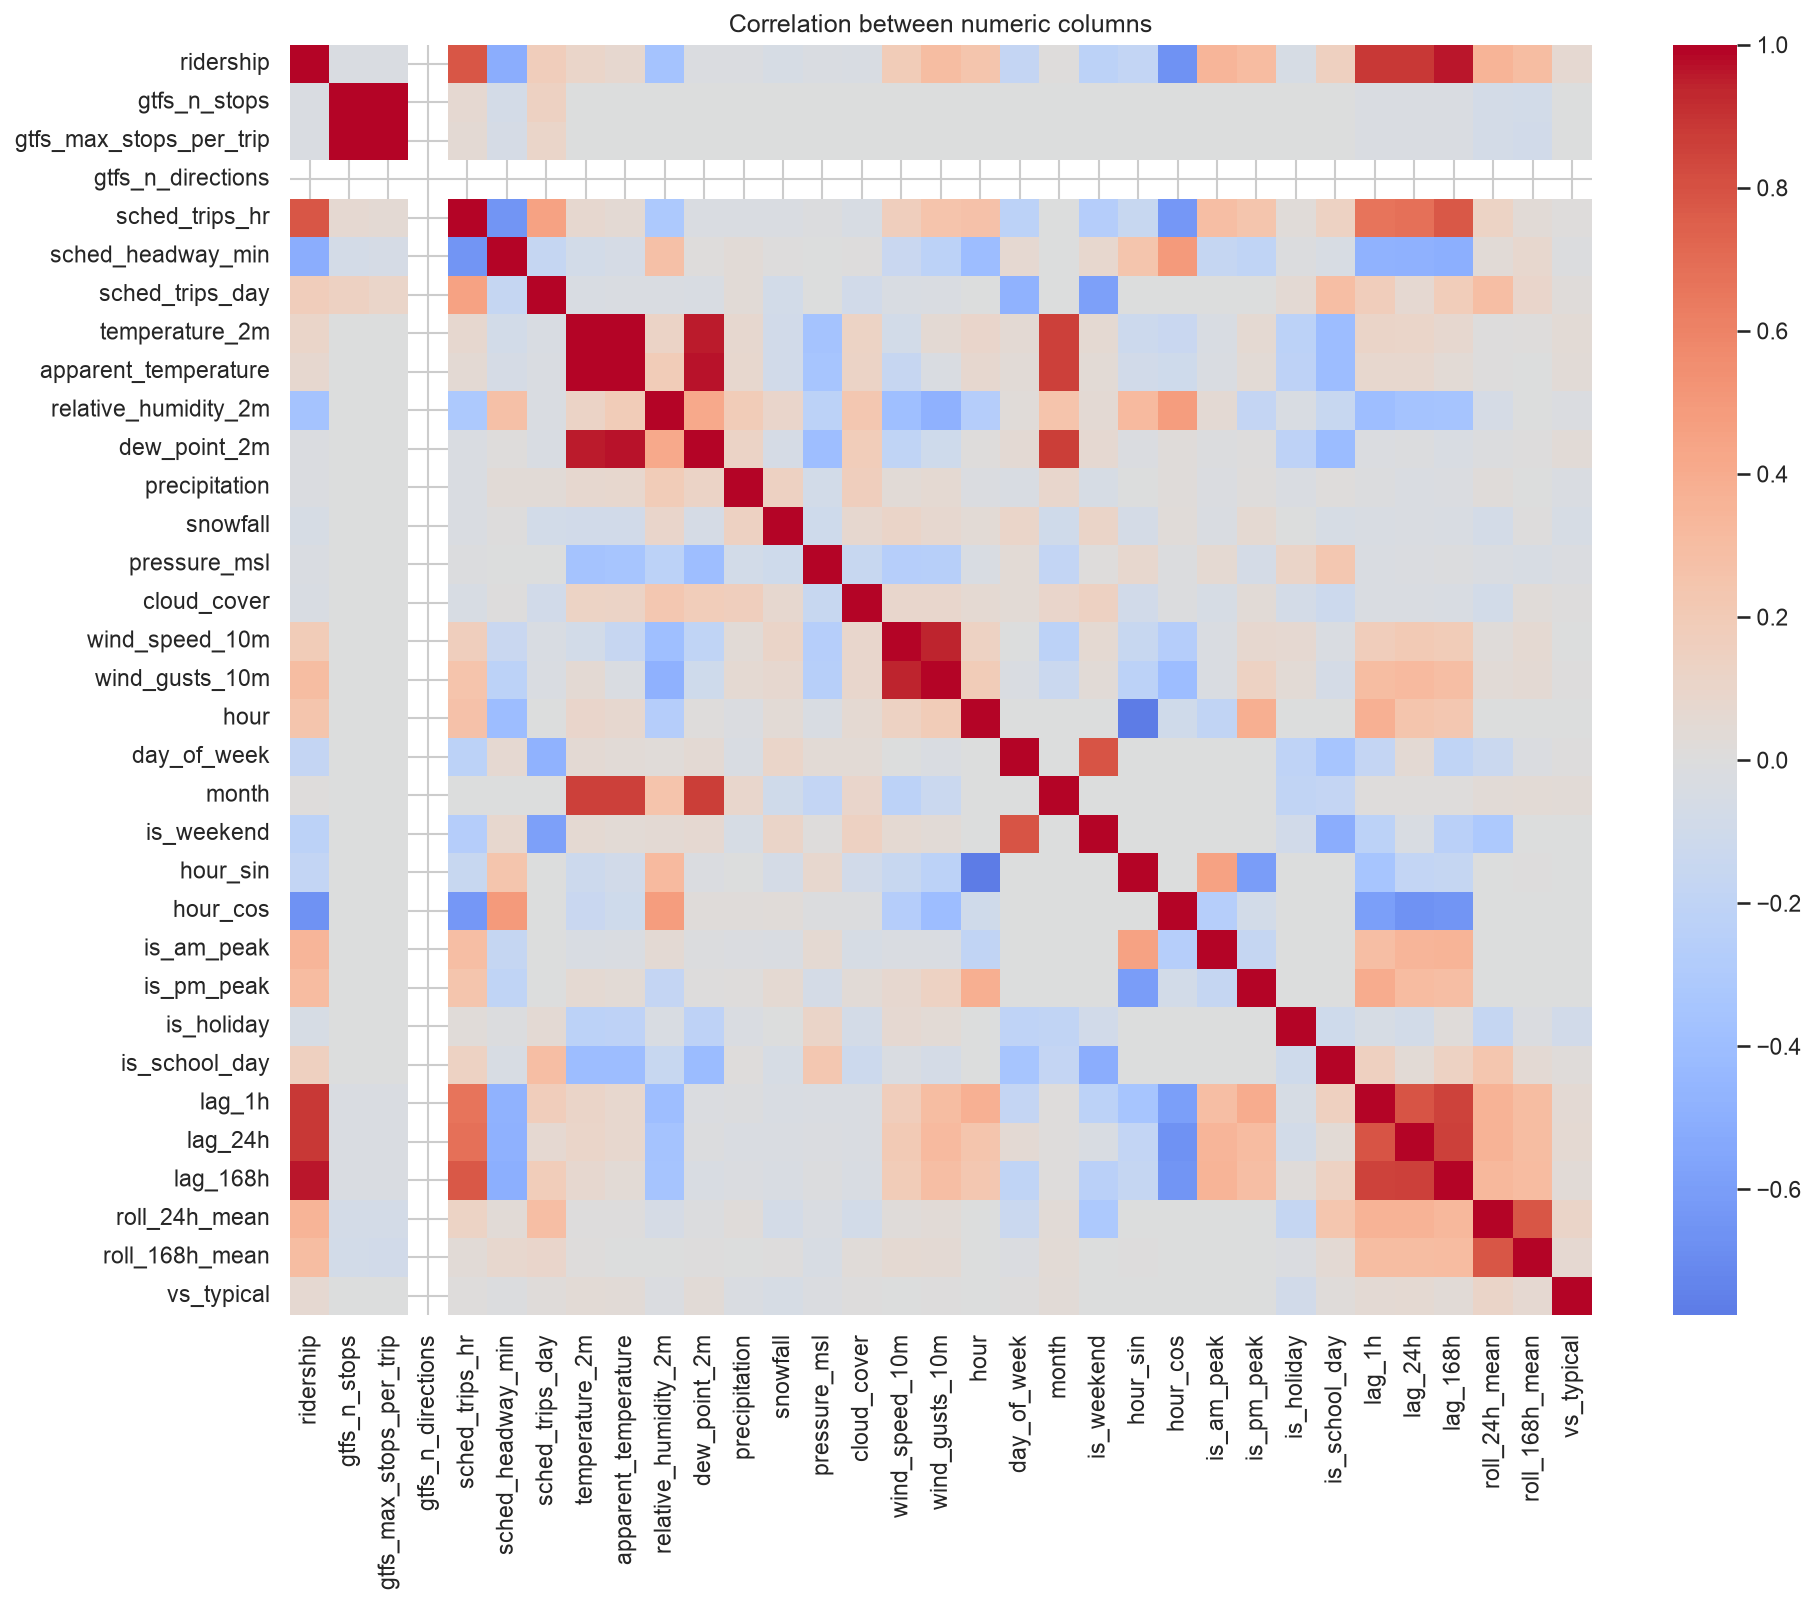 Correlation between numeric columns
ridership
gtfs_n_stops
gtfs_max_stops_per_trip
gtfs_n_directions
sched_trips_hr
sched_headway_min
sched_trips_day
temperature_2m
apparent_temperature
relative_humidity_2m
dew_point_2m
precipitation
snowfall
pressure_msl
cloud_cover
wind_speed_10m
wind_gusts_10m
hour
day_of_week
month
is_weekend
hour_sin
hour_cos
is_am_peak
is_pm_peak
is_holiday
is_school_day
lag_1h
lag_24h
lag_168h
roll_24h_mean
roll_168h_mean
vs_typical
ridership
gtfs_n_stops
gtfs_max_stops_per_trip
gtfs_n_directions
sched_trips_hr
sched_headway_min
sched_trips_day
temperature_2m
apparent_temperature
relative_humidity_2m
dew_point_2m
precipitation
snowfall
pressure_msl
cloud_cover
wind_speed_10m
wind_gusts_10m
hour
day_of_week
month
is_weekend
hour_sin
hour_cos
is_am_peak
is_pm_peak
is_holiday
is_school_day
lag_1h
lag_24h
lag_168h
roll_24h_mean
roll_168h_mean
vs_typical
1.0
0.8
0.6
0.4
0.2
0.0
−0.2
−0.4
−0.6